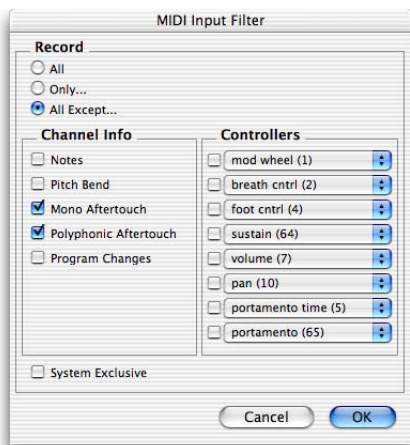 MIDI Input Filter
Record
All
Only...
All Except...
Channel Info
Notes
Pitch Bend
Mono Aftertouch
Polyphonic Aftertouch
Program Changes
Controllers
mod wheel (1)
breath cntrl (2)
foot cntrl (4)
sustain (64)
volume (7)
pan (10)
portamento time (5)
portamento (65)
System Exclusive
Cancel
OK